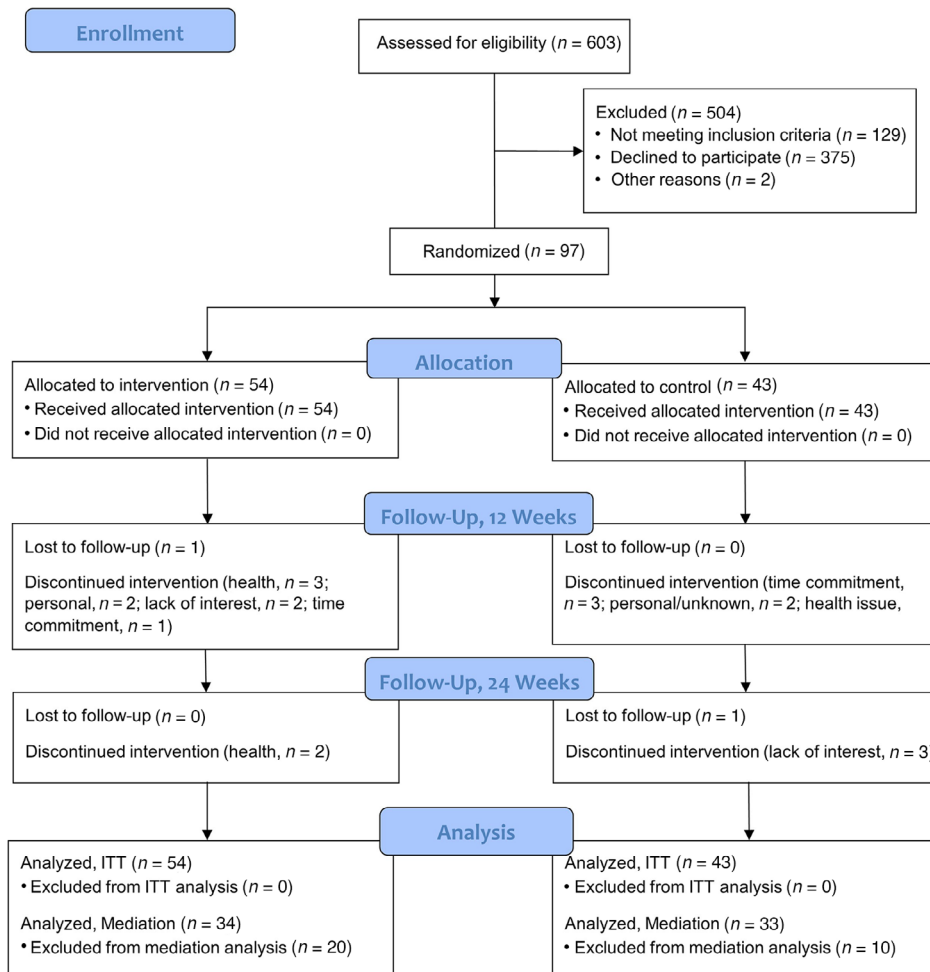 Enrollment
Assessed for eligibility (n = 603)
Excluded (n = 504)
• Not meeting inclusion criteria (n = 129)
• Declined to participate (n = 375)
• Other reasons (n = 2)
Randomized (n = 97)
Allocation
Allocated to intervention (n = 54)
• Received allocated intervention (n = 54)
• Did not receive allocated intervention (n = 0)
Allocated to control (n = 43)
• Received allocated intervention (n = 43)
• Did not receive allocated intervention (n = 0)
Follow-Up, 12 Weeks
Lost to follow-up (n = 1)
Discontinued intervention (health, n = 3;
personal, n = 2; lack of interest, n = 2; time
commitment, n = 1)
Lost to follow-up (n = 0)
Discontinued intervention (time commitment,
n = 3; personal/unknown, n = 2; health issue,
Follow-Up, 24 Weeks
Lost to follow-up (n = 0)
Discontinued intervention (health, n = 2)
Lost to follow-up (n = 1)
Discontinued intervention (lack of interest, n = 3)
Analysis
Analyzed, ITT (n = 54)
• Excluded from ITT analysis (n = 0)
Analyzed, Mediation (n = 34)
• Excluded from mediation analysis (n = 20)
Analyzed, ITT (n = 43)
• Excluded from ITT analysis (n = 0)
Analyzed, Mediation (n = 33)
• Excluded from mediation analysis (n = 10)